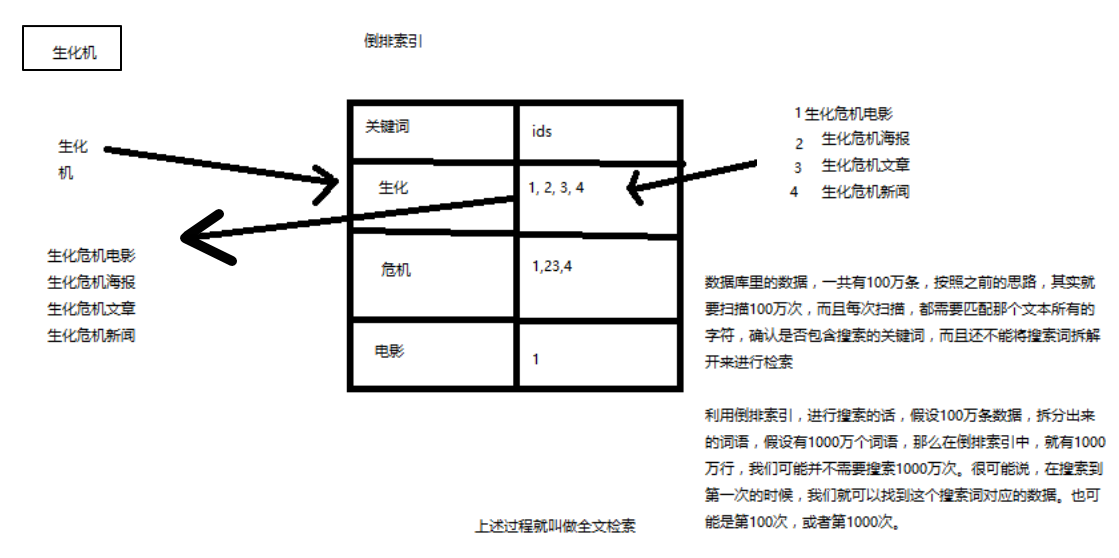 生化机
倒排索引
生化
机
关键词
ids
生化
1, 2, 3, 4
危机
1,23,4
电影
1
1 生化危机电影
2 生化危机海报
3 生化危机文章
4 生化危机新闻
生化危机电影
生化危机海报
生化危机文章
生化危机新闻
数据库里的数据，一共有100万条，按照之前的思路，其实就
要扫描100万次，而且每次扫描，都需要匹配那个文本所有的
字符，确认是否包含搜索的关键词，而且还不能将搜索词拆解
开来进行检索
利用倒排索引，进行搜索的话，假设100万条数据，拆分出来
的词语，假设有1000万个词语，那么在倒排索引中，就有1000
万行，我们可能并不需要搜索1000万次。很可能说，在搜索到
第一次的时候，我们就可以找到这个搜索词对应的数据。也可
能是第100次，或者第1000次。
上述过程就叫做全文检索